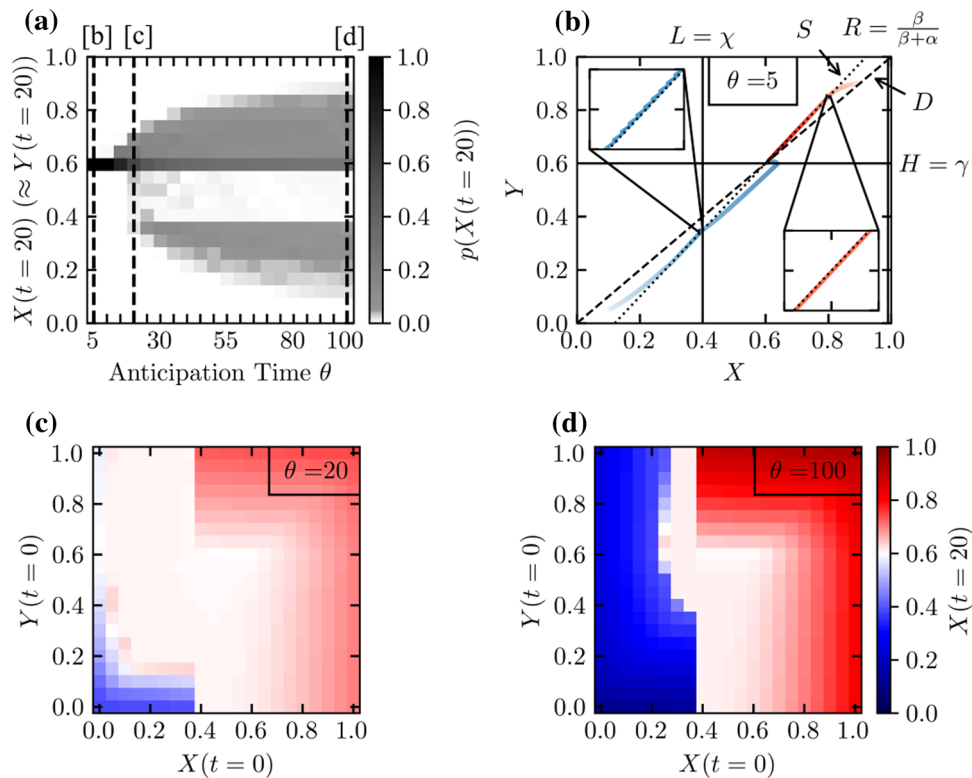 (a)
[b] [c] [d]
X(t = 20) (≈ Y(t = 20))
1.0
0.8
0.6
0.4
0.2
0.0
5 30 55 80 100
Anticipation Time θ
1.0
0.8
0.6
0.4
0.2
0.0
p(X(t = 20))
(b)
L = χ S R = β/(β+α)
θ = 5
D
H = γ
Y
1.0
0.8
0.6
0.4
0.2
0.0
0.0 0.2 0.4 0.6 0.8 1.0
X
(c)
θ = 20
Y(t = 0)
1.0
0.8
0.6
0.4
0.2
0.0
0.0 0.2 0.4 0.6 0.8 1.0
X(t = 0)
(d)
θ = 100
Y(t = 0)
1.0
0.8
0.6
0.4
0.2
0.0
0.0 0.2 0.4 0.6 0.8 1.0
X(t = 0)
1.0
0.8
0.6
0.4
0.2
0.0
X(t = 20)